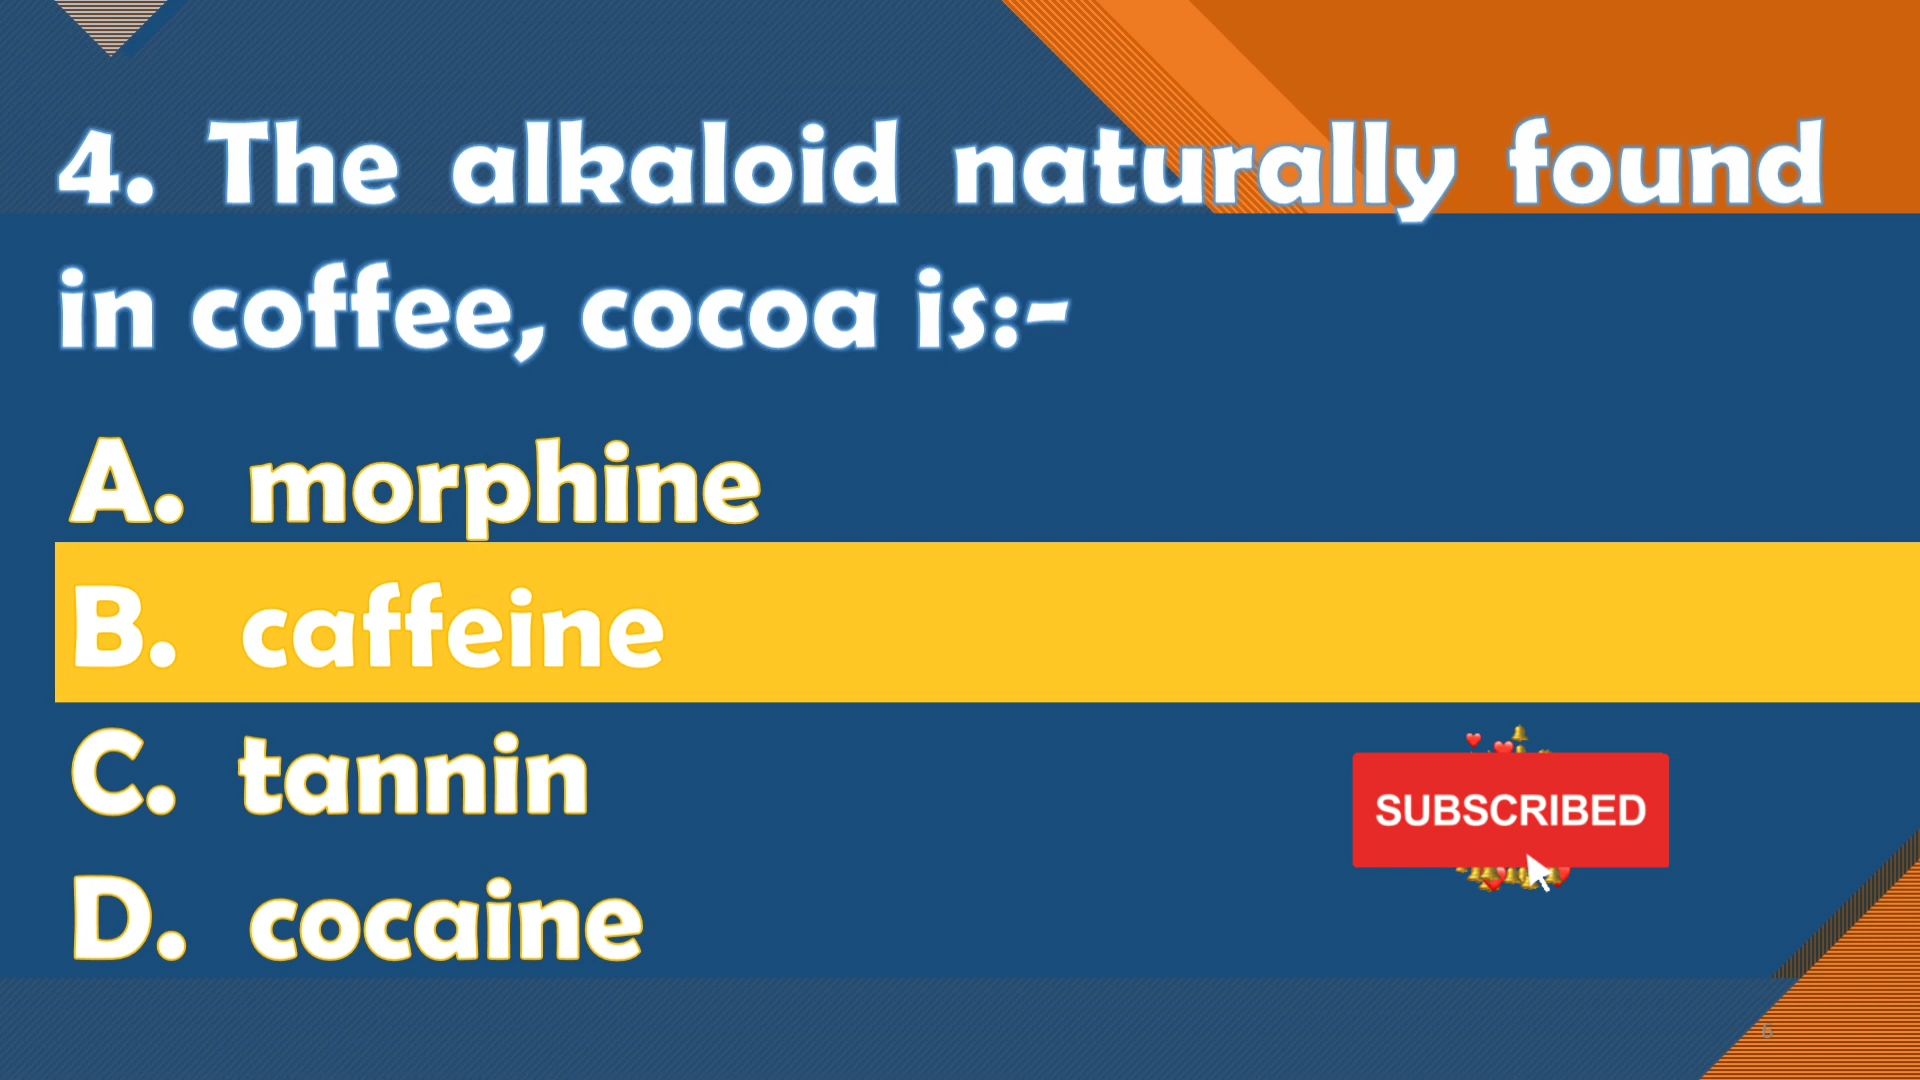 4. The alkaloid naturally found
in coffee, cocoa is:-
A. morphine
B. caffeine
C. tannin
D. cocaine
SUBSCRIBED